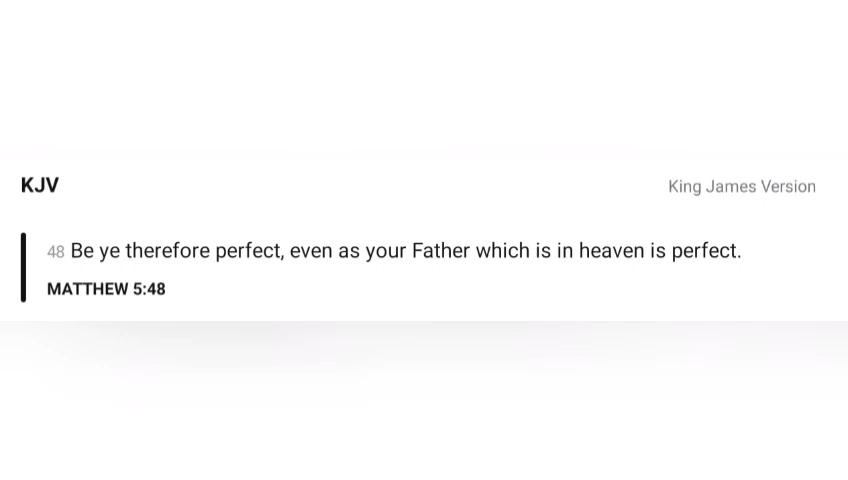 KJV
King James Version
48 Be ye therefore perfect, even as your Father which is in heaven is perfect.
MATTHEW 5:48